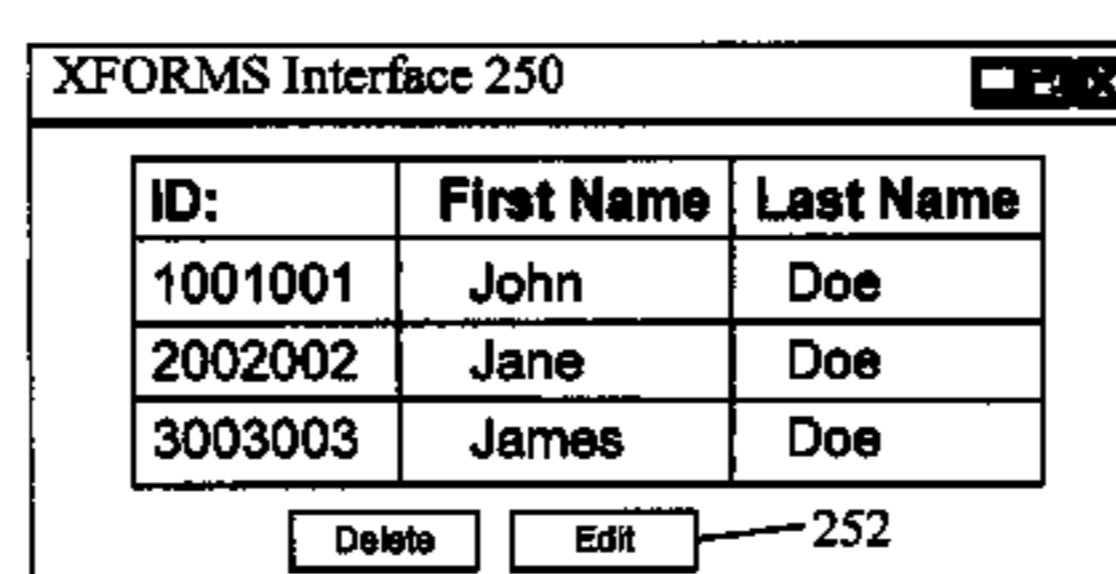 XFORMS Interface 250
ID: First Name Last Name
1001001 John Doe
2002002 Jane Doe
3003003 James Doe
Delete Edit 252